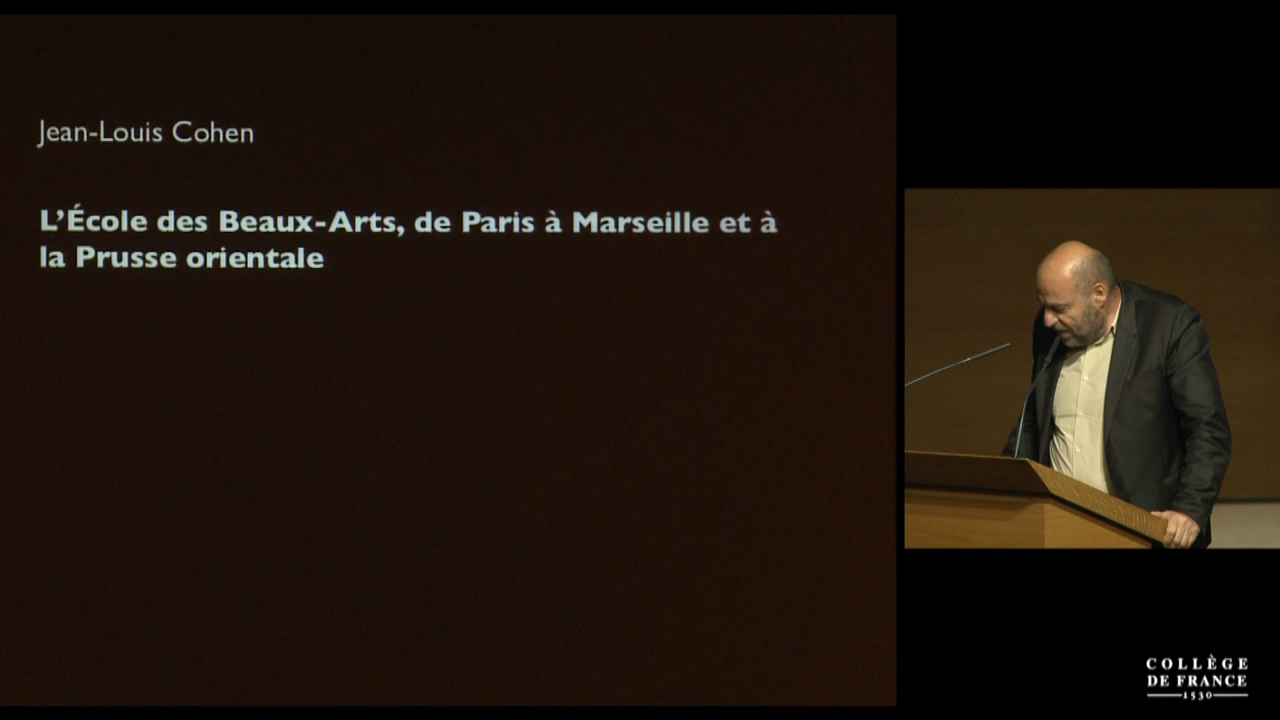 Jean-Louis Cohen
L’École des Beaux-Arts, de Paris à Marseille et à
la Prusse orientale
COLLÈGE
DE FRANCE
1530